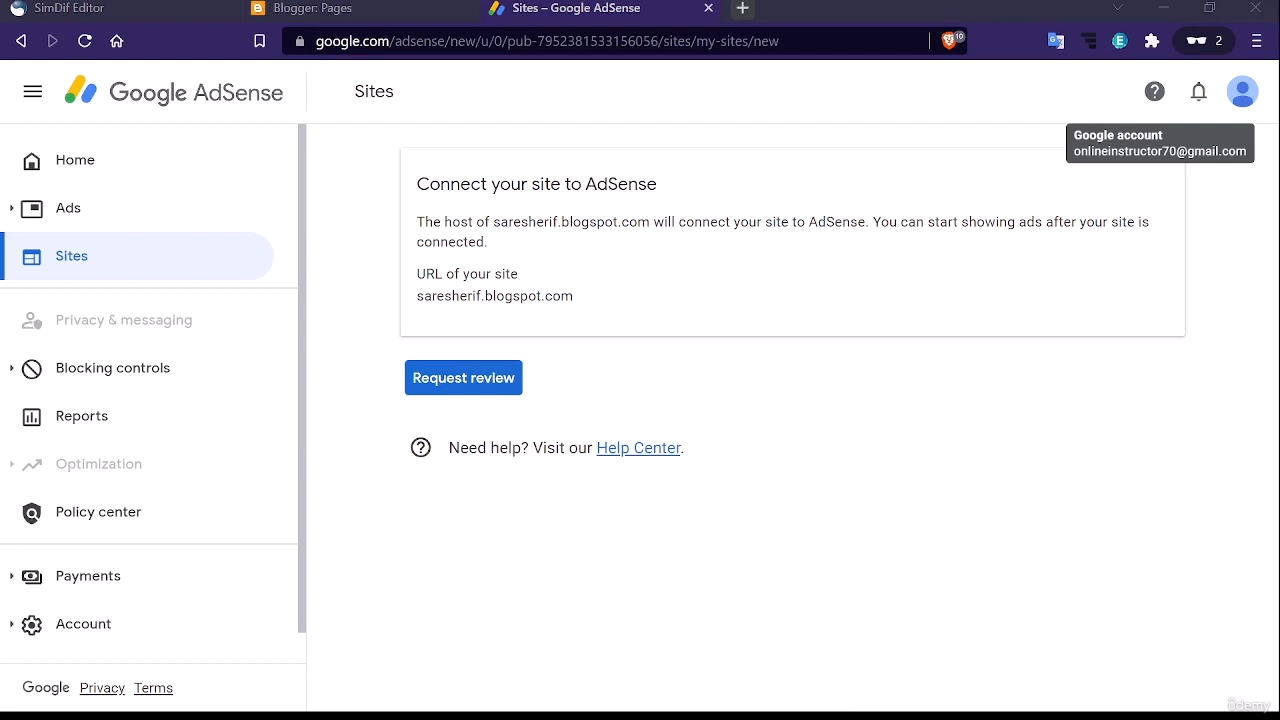 SimDif Editor
Blogger: Pages
Sites – Google AdSense
google.com/adsense/new/u/0/pub-7952381533156056/sites/my-sites/new
10
2
Google AdSense
Sites
Google account
onlineinstructor70@gmail.com
Home
Ads
Sites
Privacy & messaging
Blocking controls
Reports
Optimization
Policy center
Payments
Account
Google Privacy Terms
Connect your site to AdSense
The host of saresherif.blogspot.com will connect your site to AdSense. You can start showing ads after your site is
connected.
URL of your site
saresherif.blogspot.com
Request review
Need help? Visit our Help Center.
ûdemy